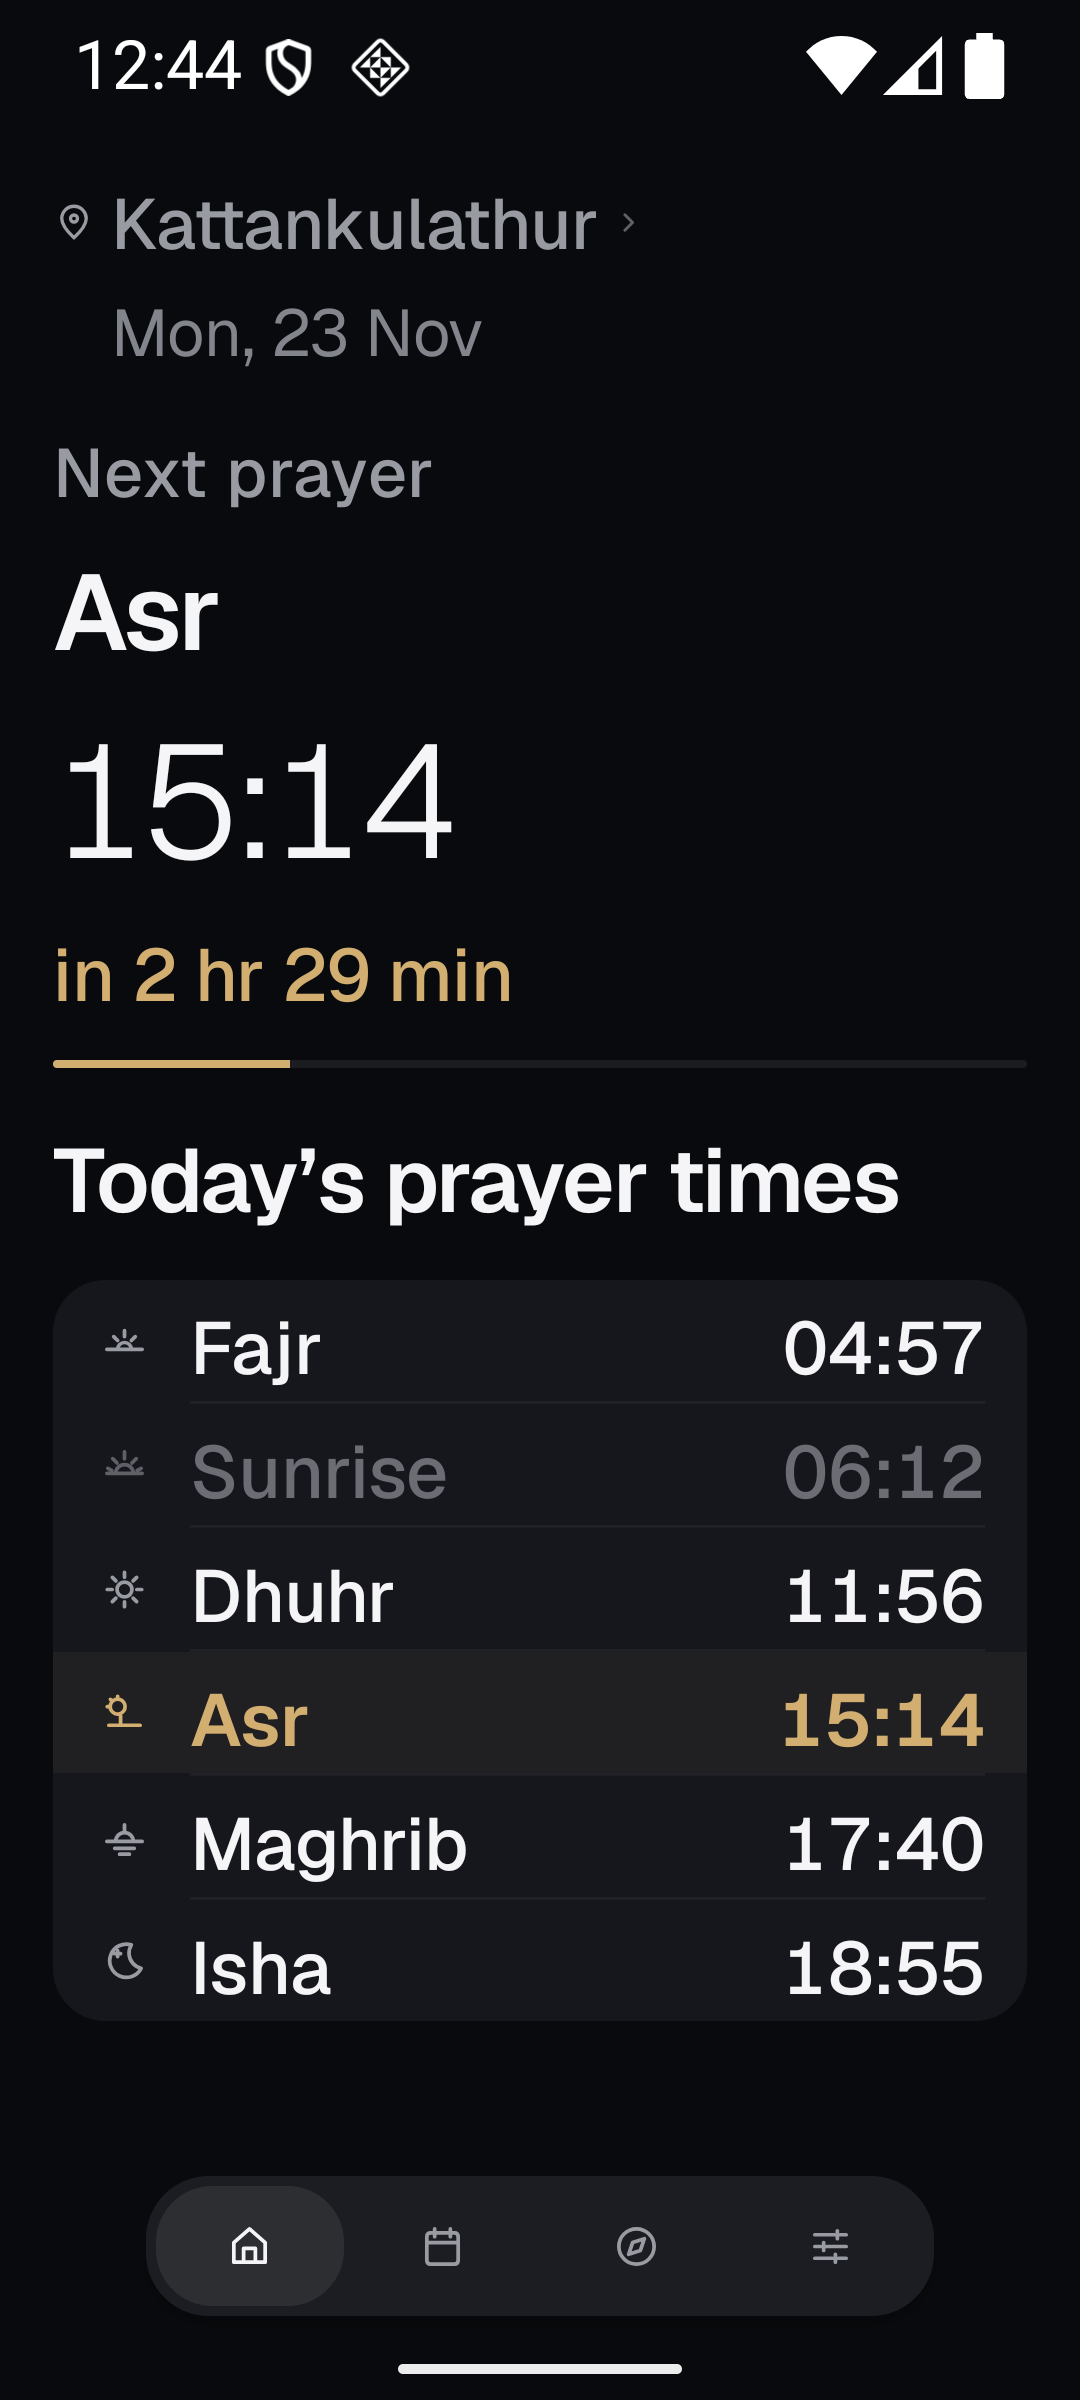 12:44
Kattankulathur
Mon, 23 Nov
Next prayer
Asr
15:14
in 2 hr 29 min
Today’s prayer times
Fajr 04:57
Sunrise 06:12
Dhuhr 11:56
Asr 15:14
Maghrib 17:40
Isha 18:55